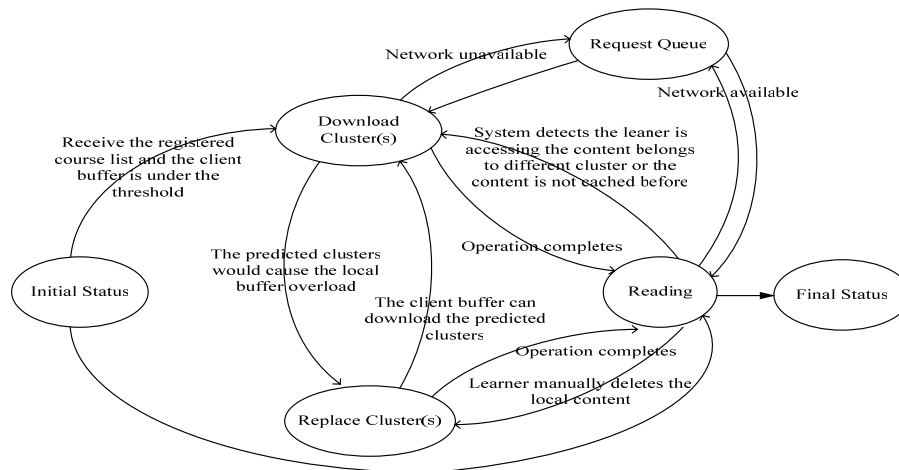 Request Queue
Network unavailable
Network available
Download
Cluster(s)
Receive the registered
course list and the client
buffer is under the
threshold
System detects the leaner is
accessing the content belongs
to different cluster or the
content is not cached before
The predicted clusters
would cause the local
buffer overload
Operation completes
Initial Status
Reading
Final Status
The client buffer can
download the predicted
clusters
Operation completes
Learner manually deletes the
local content
Replace Cluster(s)